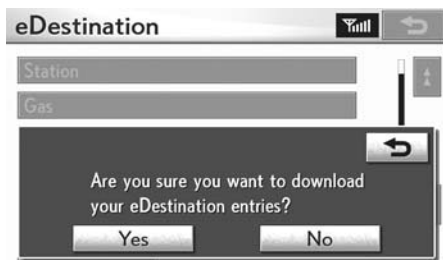 eDestination
Station
Gas
Are you sure you want to download
your eDestination entries?
Yes
No